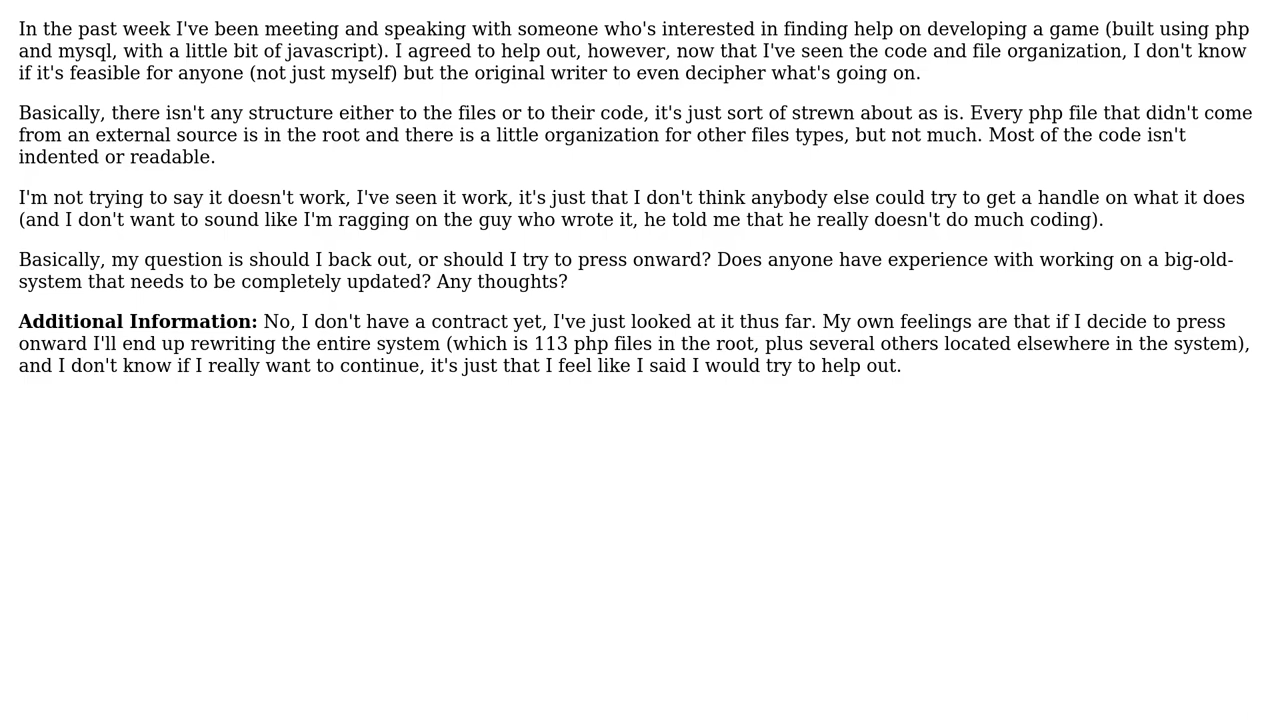 In the past week I've been meeting and speaking with someone who's interested in finding help on developing a game (built using php
and mysql, with a little bit of javascript). I agreed to help out, however, now that I've seen the code and file organization, I don't know
if it's feasible for anyone (not just myself) but the original writer to even decipher what's going on.
Basically, there isn't any structure either to the files or to their code, it's just sort of strewn about as is. Every php file that didn't come
from an external source is in the root and there is a little organization for other files types, but not much. Most of the code isn't
indented or readable.
I'm not trying to say it doesn't work, I've seen it work, it's just that I don't think anybody else could try to get a handle on what it does
(and I don't want to sound like I'm ragging on the guy who wrote it, he told me that he really doesn't do much coding).
Basically, my question is should I back out, or should I try to press onward? Does anyone have experience with working on a big-old-
system that needs to be completely updated? Any thoughts?
Additional Information: No, I don't have a contract yet, I've just looked at it thus far. My own feelings are that if I decide to press
onward I'll end up rewriting the entire system (which is 113 php files in the root, plus several others located elsewhere in the system),
and I don't know if I really want to continue, it's just that I feel like I said I would try to help out.